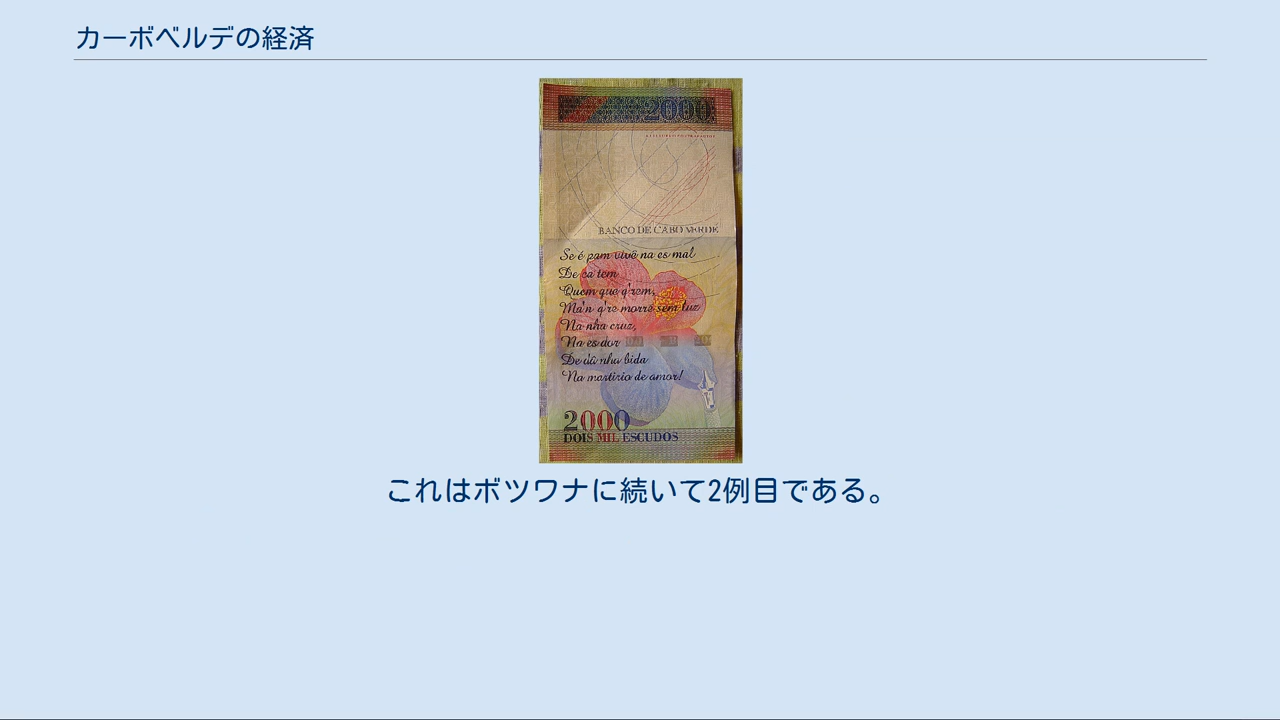 カーボベルデの経済
2000
BANCO DE CABO VERDE
Se é pam vivê na es mal
De ca tem
Quem que q'rem,
Ma'n q're morrê sem luz
Na nha cruz,
Na es dor
De dâ nha bida
Na martírio de amor!
2000
DOIS MIL ESCUDOS
これはボツワナに続いて2例目である。